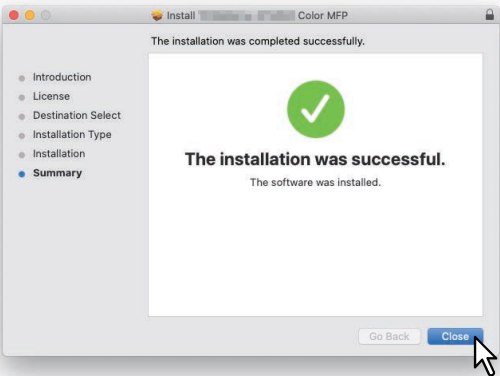 Install Color MFP
The installation was completed successfully.
Introduction
License
Destination Select
Installation Type
Installation
Summary
The installation was successful.
The software was installed.
Go Back
Close